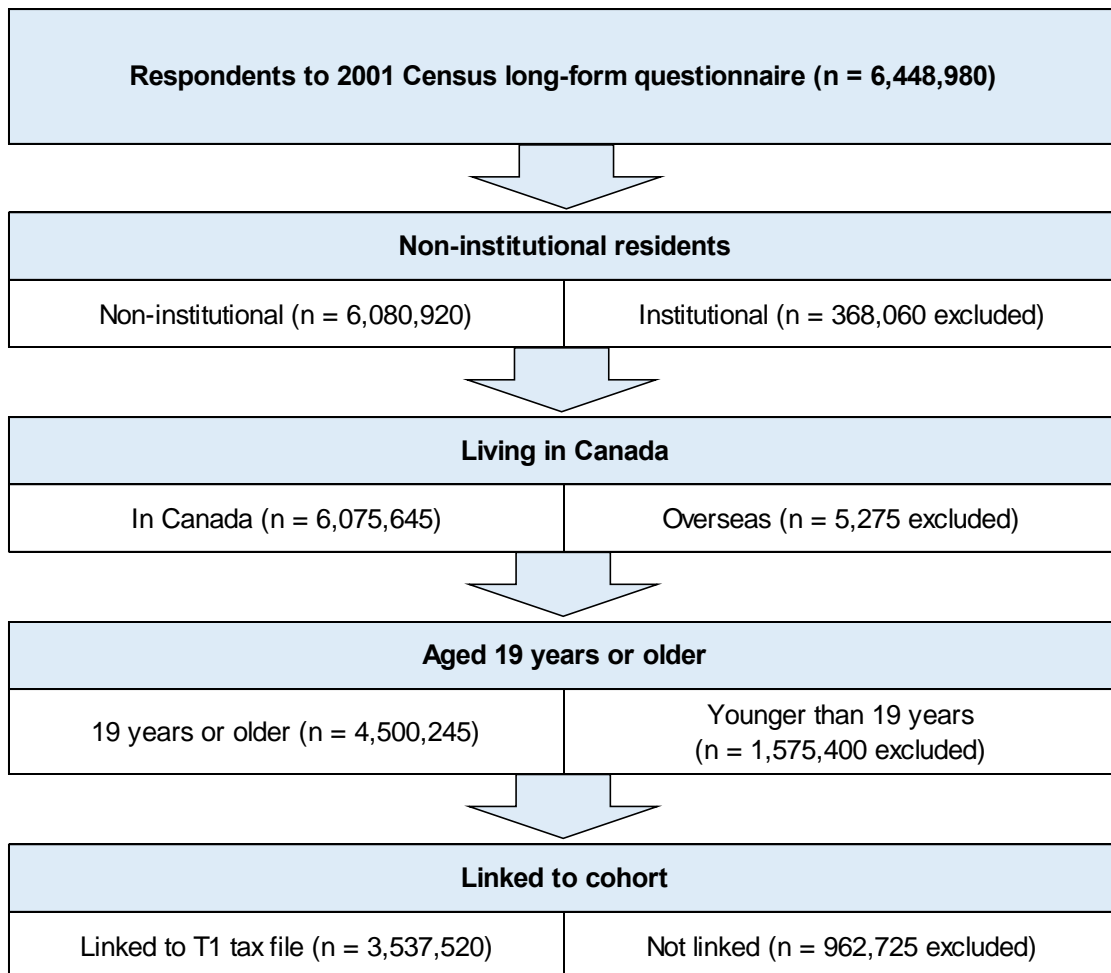 Respondents to 2001 Census long-form questionnaire (n = 6,448,980)
Non-institutional residents
Non-institutional (n = 6,080,920)
Institutional (n = 368,060 excluded)
Living in Canada
In Canada (n = 6,075,645)
Overseas (n = 5,275 excluded)
Aged 19 years or older
19 years or older (n = 4,500,245)
Younger than 19 years
(n = 1,575,400 excluded)
Linked to cohort
Linked to T1 tax file (n = 3,537,520)
Not linked (n = 962,725 excluded)